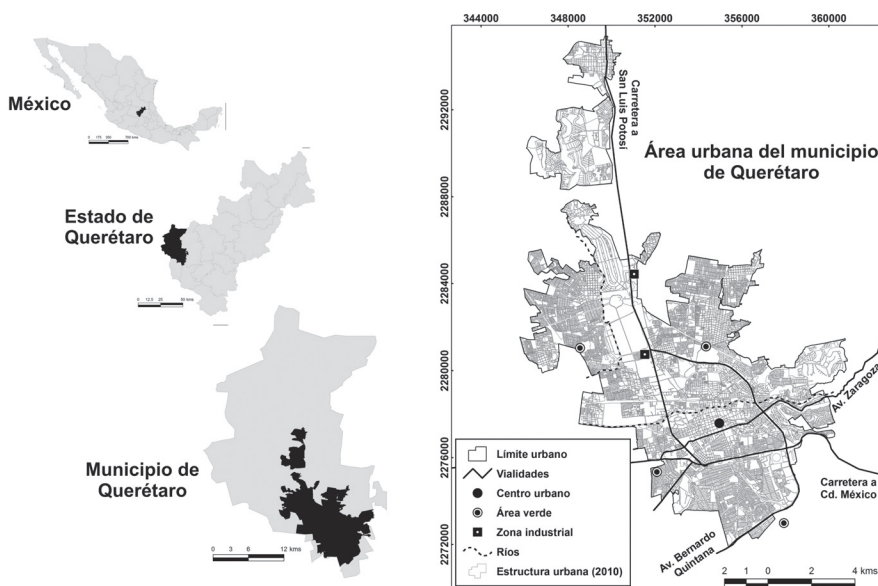 México
0 175 350 700 kms
Estado de
Querétaro
0 12.5 25 50 kms
Municipio de
Querétaro
0 3 6 12 kms
344000 348000 352000 356000 360000
2292000
2288000
2284000
2280000
2276000
2272000
Carretera a
San Luis Potosí
Área urbana del municipio
de Querétaro
Av. Zaragoza
Carretera a
Cd. México
Av. Bernardo
Quintana
Límite urbano
Vialidades
Centro urbano
Área verde
Zona industrial
Ríos
Estructura urbana (2010)
2 1 0 2 4 kms